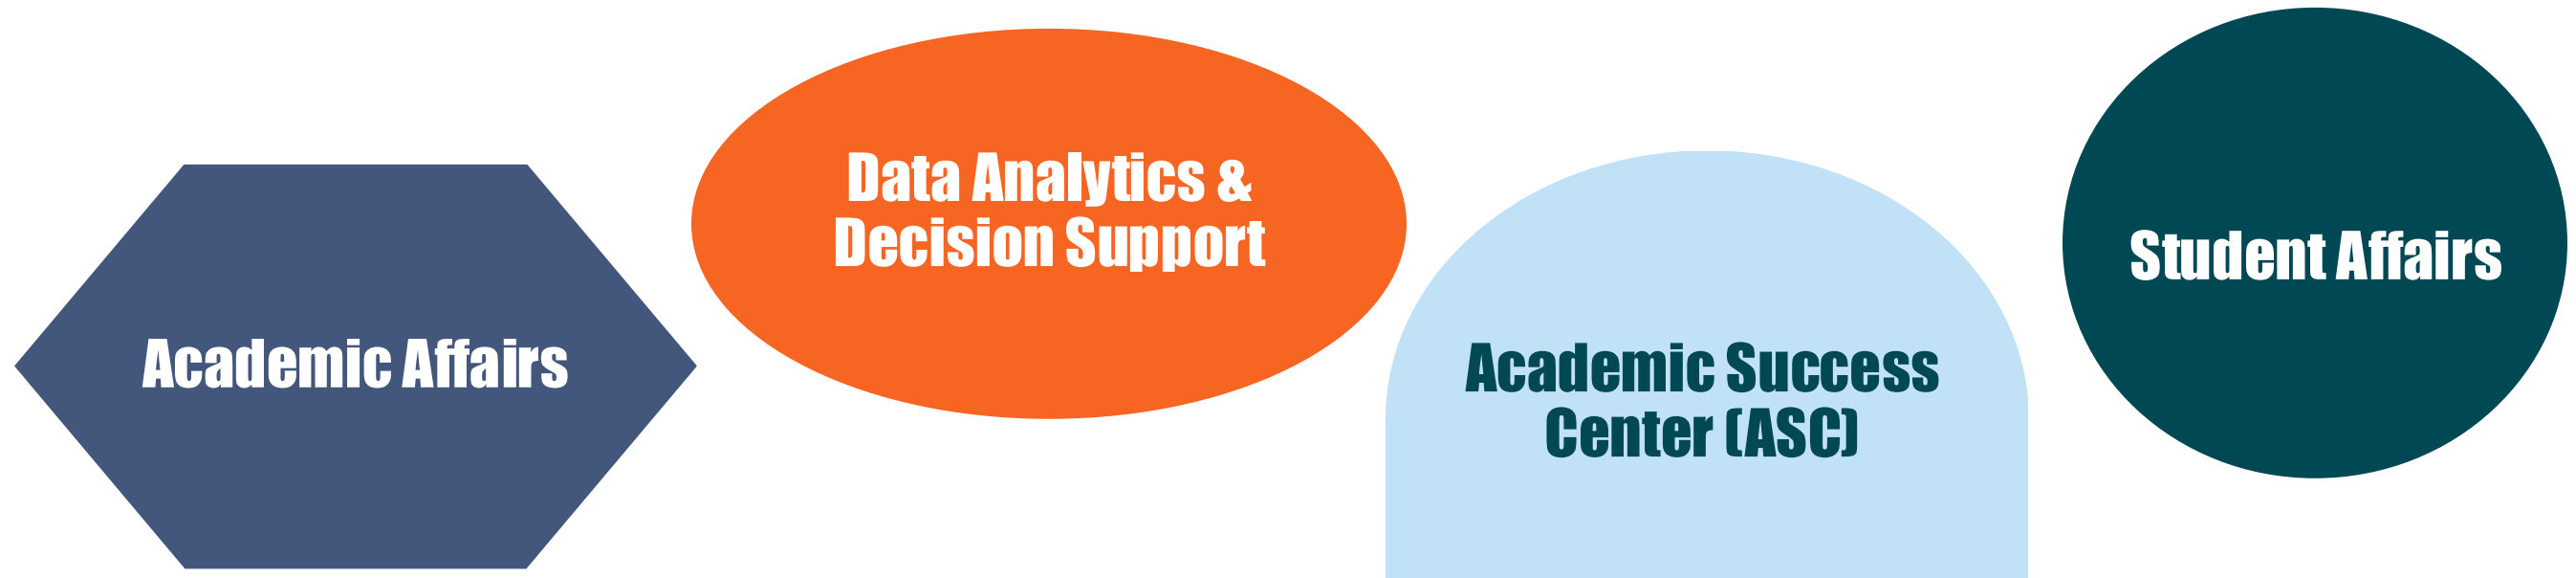 Academic Affairs
Data Analytics &
Decision Support
Academic Success
Center (ASC)
Student Affairs